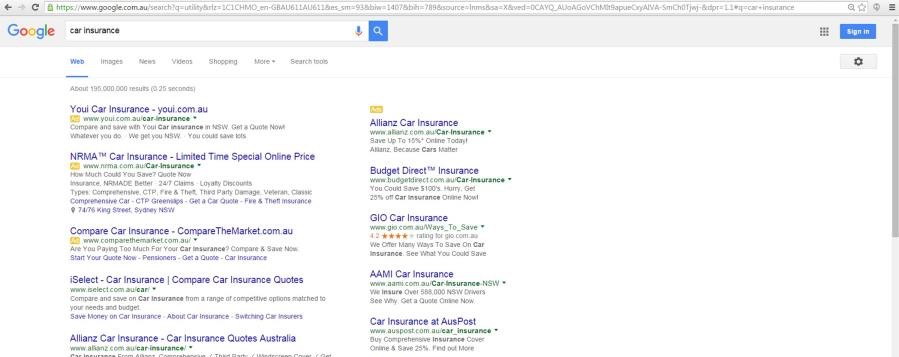 https://www.google.com.au/search?q=utility&rlz=1C1CHMO_en-GBAU611AU611&es_sm=93&biw=1407&bih=789&source=lnms&sa=X&ved=0CAYQ_AUoAGoVChMI9apueCxyAIVA-SmCh0Tjwj-&dpr=1.1#q=car+insurance
Google
car insurance
Sign in
Web Images News Videos Shopping More Search tools
About 195,000,000 results (0.25 seconds)
Youi Car Insurance - youi.com.au
Ad www.youi.com.au/car-insurance
Compare and save with Youi Car insurance in NSW. Get a Quote Now!
Whatever you do. · We get you NSW. · You could save lots.
NRMA™ Car Insurance - Limited Time Special Online Price
Ad www.nrma.com.au/Car-Insurance
How Much Could You Save? Quote Now
Insurance, NRMADE Better · 24/7 Claims · Loyalty Discounts
Types: Comprehensive, CTP, Fire & Theft, Third Party Damage, Veteran, Classic
Comprehensive Car - CTP Greenslips - Get a Car Quote - Fire & Theft Insurance
74/76 King Street, Sydney NSW
Compare Car Insurance - CompareTheMarket.com.au
Ad www.comparethemarket.com.au/
Are You Paying Too Much For Your Car Insurance? Compare & Save Now.
Start Your Quote Now - Pensioners - Get a Quote - Car Insurance
iSelect - Car Insurance | Compare Car Insurance Quotes
www.iselect.com.au/car/
Compare and save on Car Insurance from a range of competitive options matched to
your needs and budget.
Save Money on Car Insurance - About Car Insurance - Switching Car Insurers
Allianz Car Insurance - Car Insurance Quotes Australia
www.allianz.com.au/car-insurance/
Car Insurance From Allianz. Comprehensive / Third Party / Windscreen Cover / Get
Ads
Allianz Car Insurance
www.allianz.com.au/Car-Insurance
Save Up To 15%* Online Today!
Allianz, Because Cars Matter
Budget Direct™ Insurance
www.budgetdirect.com.au/Car-Insurance
You Could Save $100's. Hurry, Get
25% off Car Insurance Online Now!
GIO Car Insurance
www.gio.com.au/Ways_To_Save
4.2 rating for gio.com.au
We Offer Many Ways To Save On Car
Insurance. See What You Could Save
AAMI Car Insurance
www.aami.com.au/Car-Insurance-NSW
We Insure Over 588,000 NSW Drivers
See Why. Get a Quote Online Now.
Car Insurance at AusPost
www.auspost.com.au/car_insurance
Buy Comprehensive Insurance Cover
Online & Save 25%. Find out More